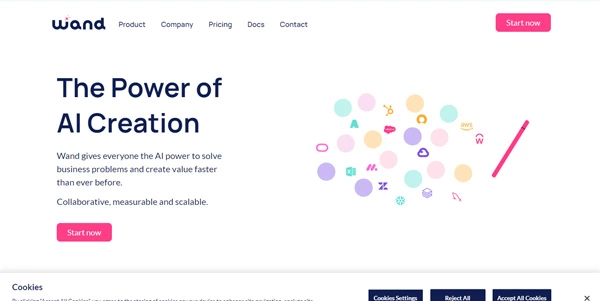 wand
Product
Company
Pricing
Docs
Contact
Start now
The Power of
AI Creation
Wand gives everyone the AI power to solve
business problems and create value faster
than ever before.
Collaborative, measurable and scalable.
Start now
aws
Cookies
Cookies Settings
Reject All
Accept All Cookies